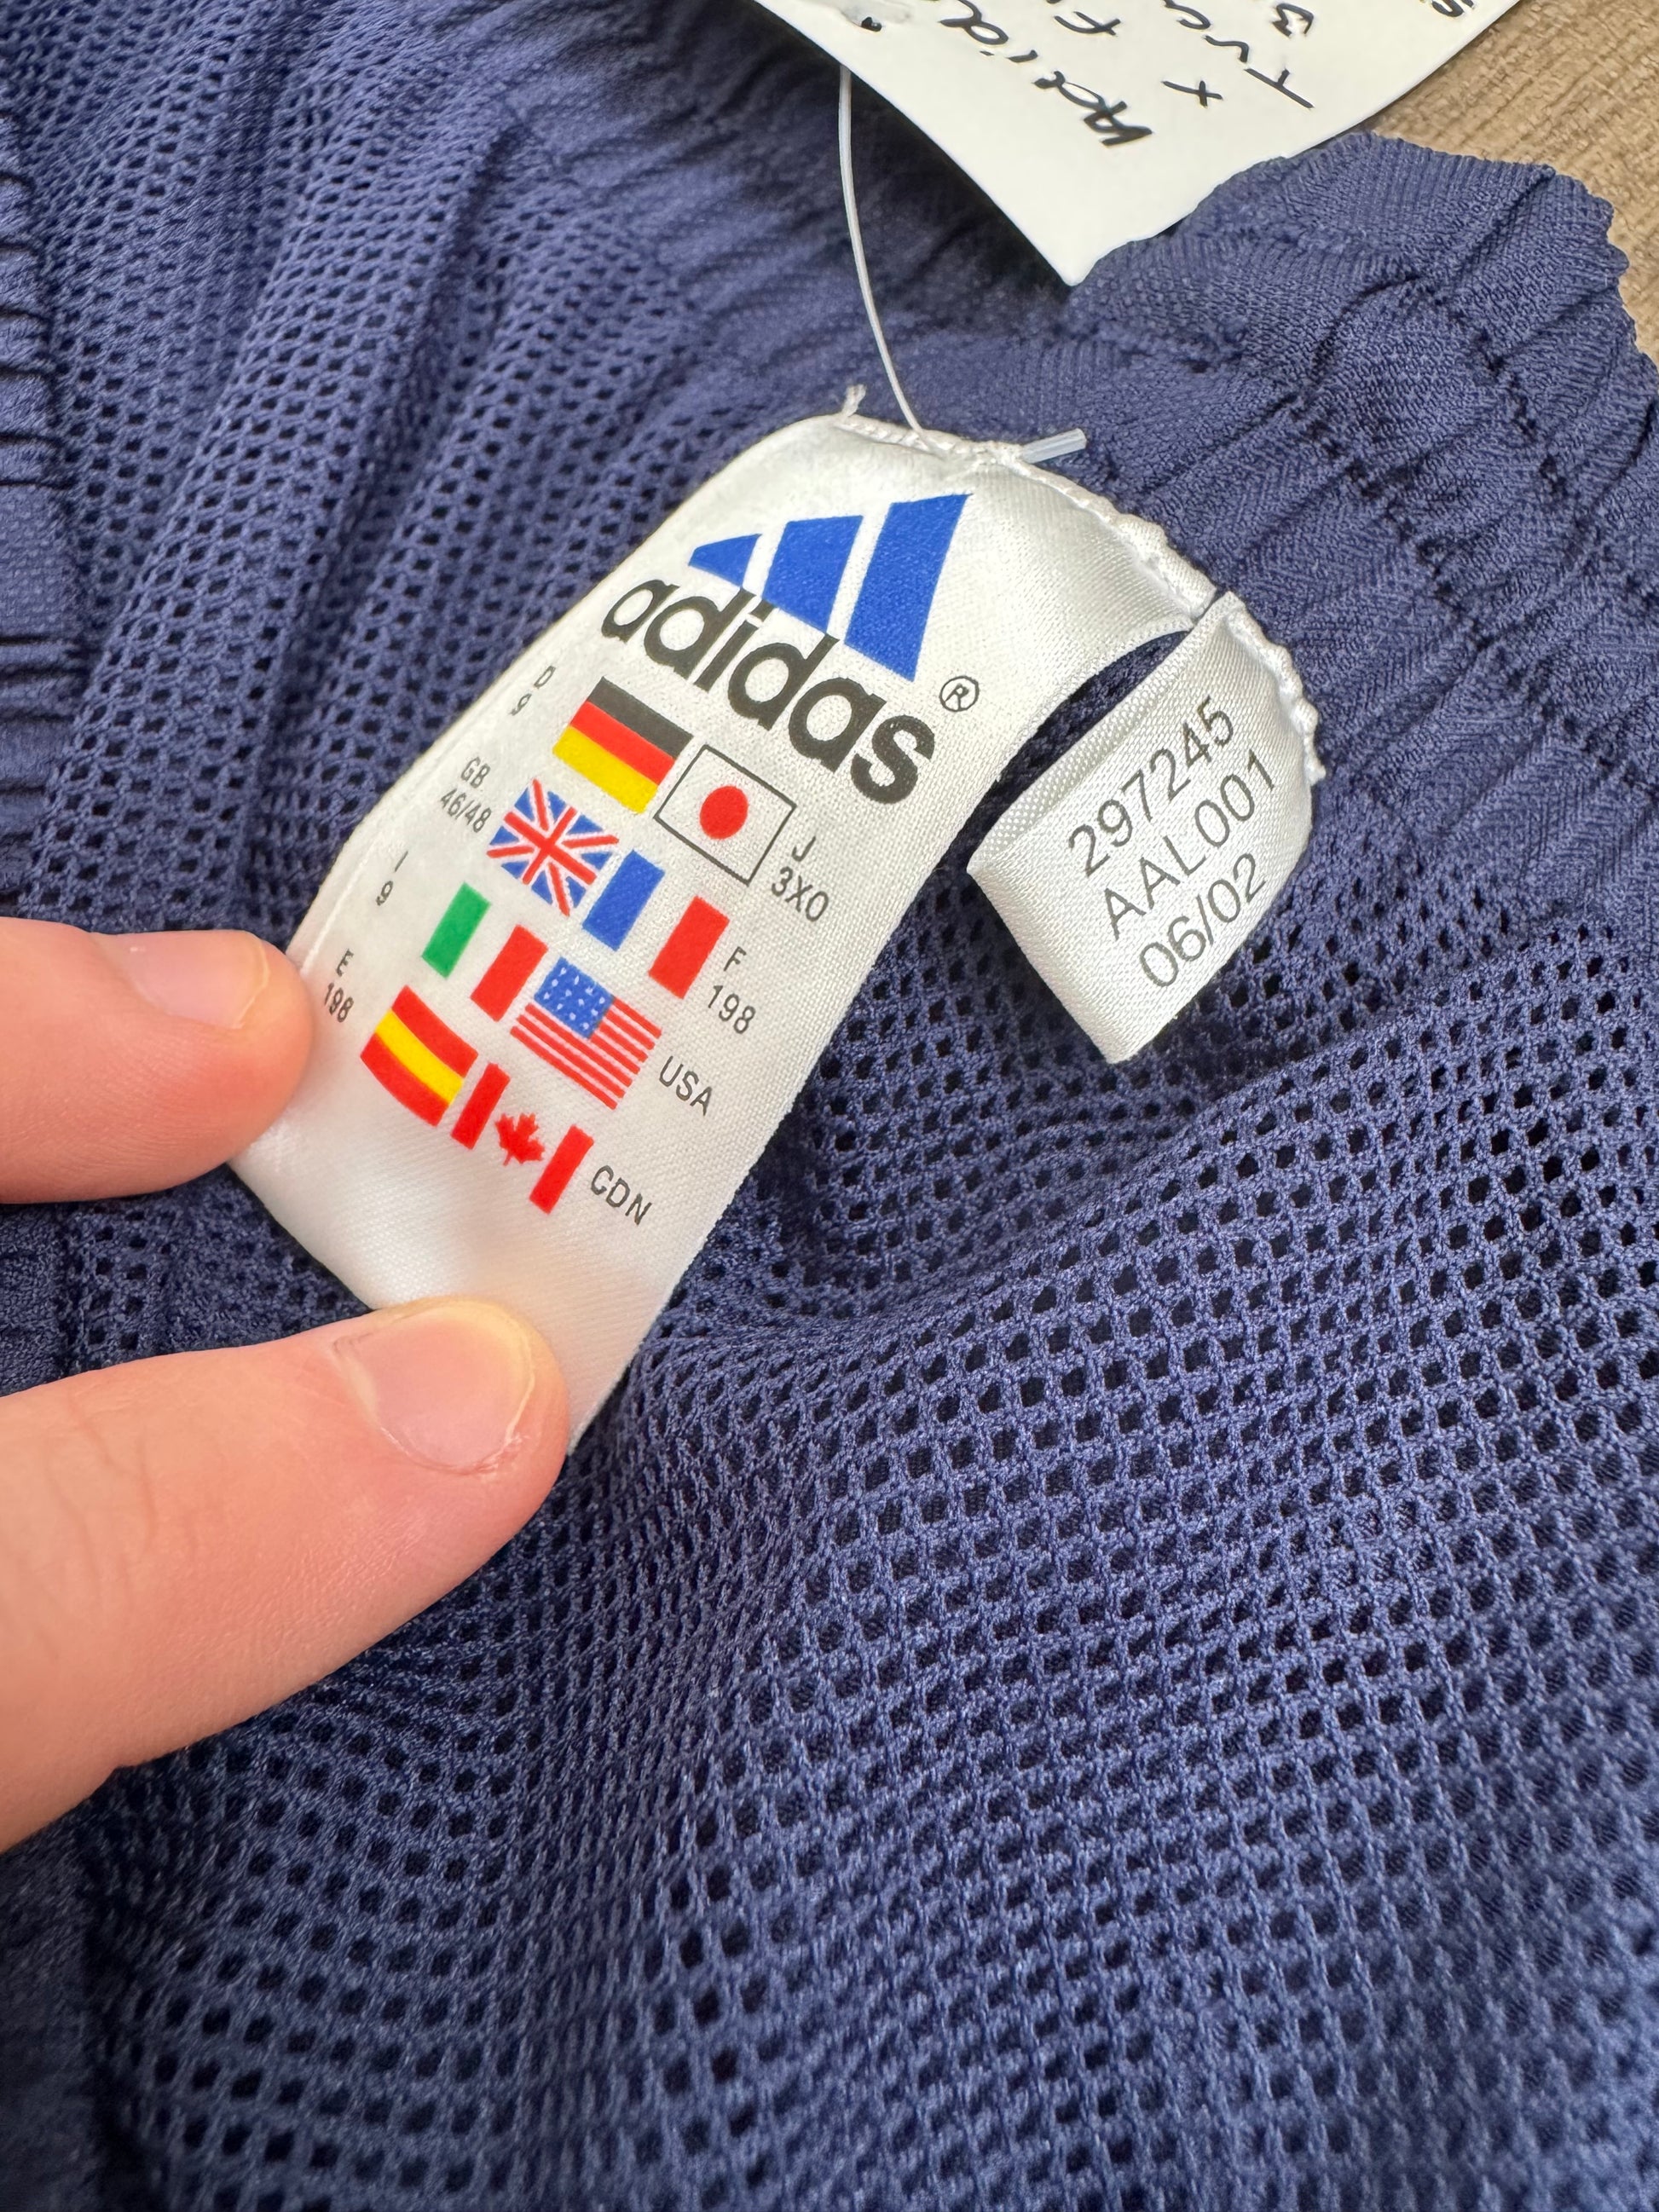 adidas®
D
9
J
3XO
GB
46/48
F
198
I
9
USA
E
198
CDN
297245
AAL001
06/02